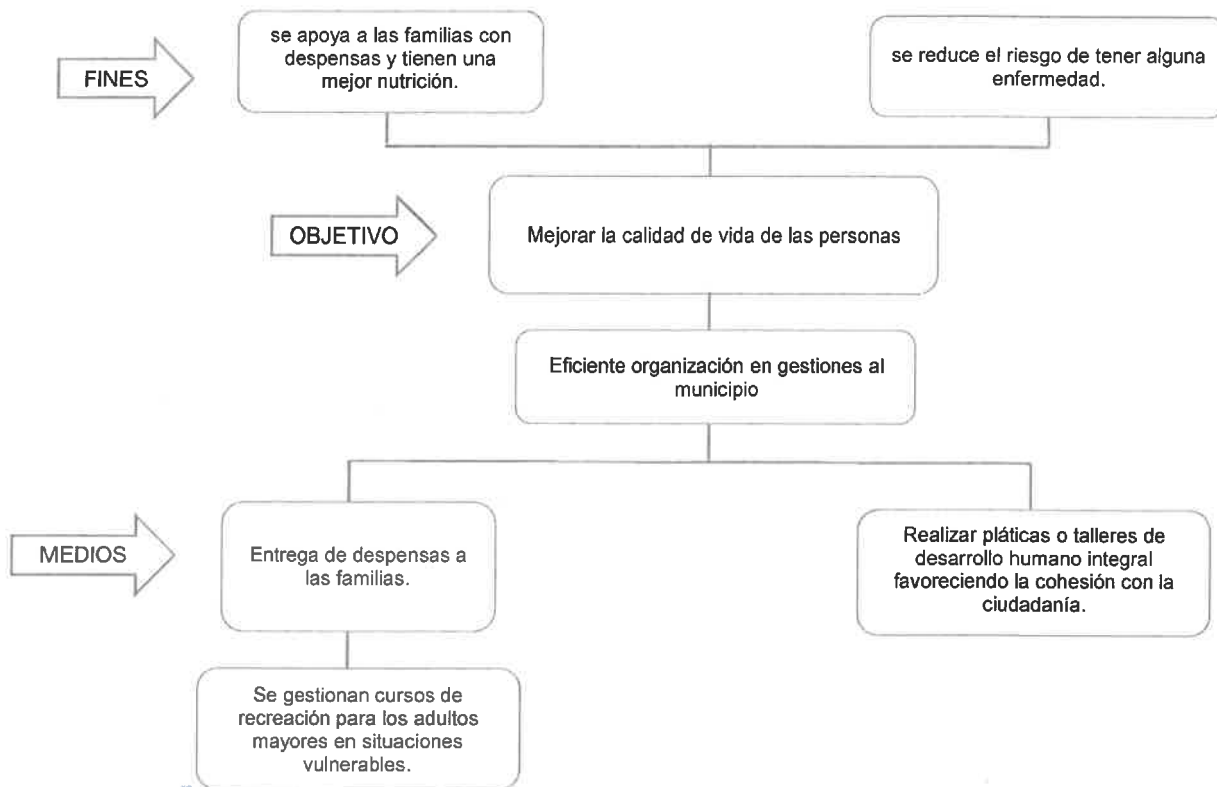 FINES
se apoya a las familias con
despensas y tienen una
mejor nutrición.
se reduce el riesgo de tener alguna
enfermedad.
OBJETIVO
Mejorar la calidad de vida de las personas
Eficiente organización en gestiones al
municipio
MEDIOS
Entrega de despensas a
las familias.
Realizar pláticas o talleres de
desarrollo humano integral
favoreciendo la cohesión con la
ciudadanía.
Se gestionan cursos de
recreación para los adultos
mayores en situaciones
vulnerables.